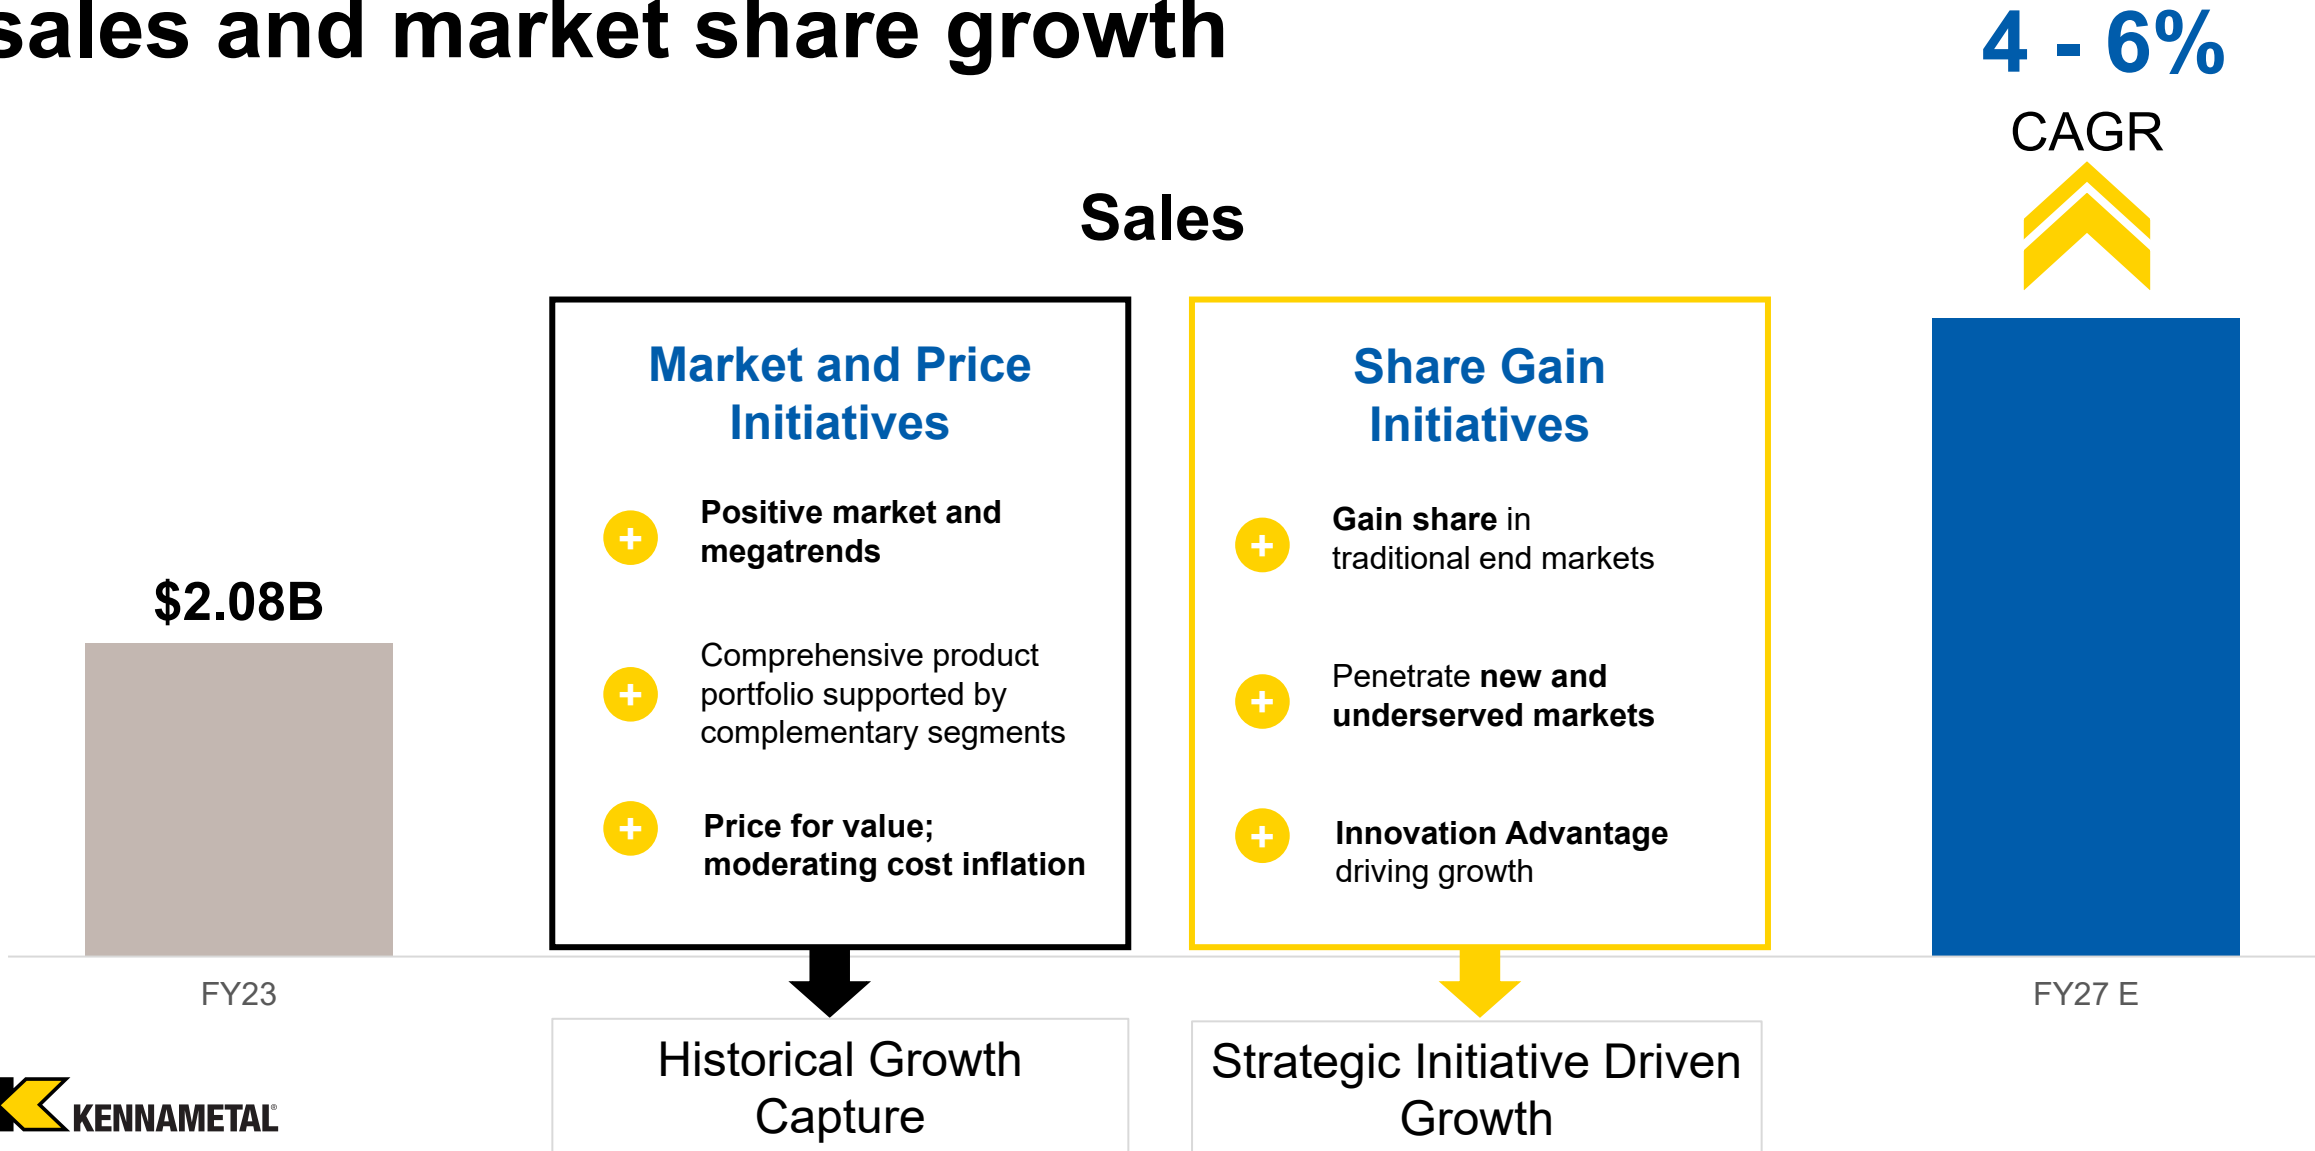 sales and market share growth
4 - 6%
CAGR
Sales
$2.08B
FY23
Market and Price
Initiatives
Positive market and
megatrends
Comprehensive product
portfolio supported by
complementary segments
Price for value;
moderating cost inflation
Historical Growth
Capture
Share Gain
Initiatives
Gain share in
traditional end markets
Penetrate new and
underserved markets
Innovation Advantage
driving growth
Strategic Initiative Driven
Growth
FY27 E
KENNAMETAL®